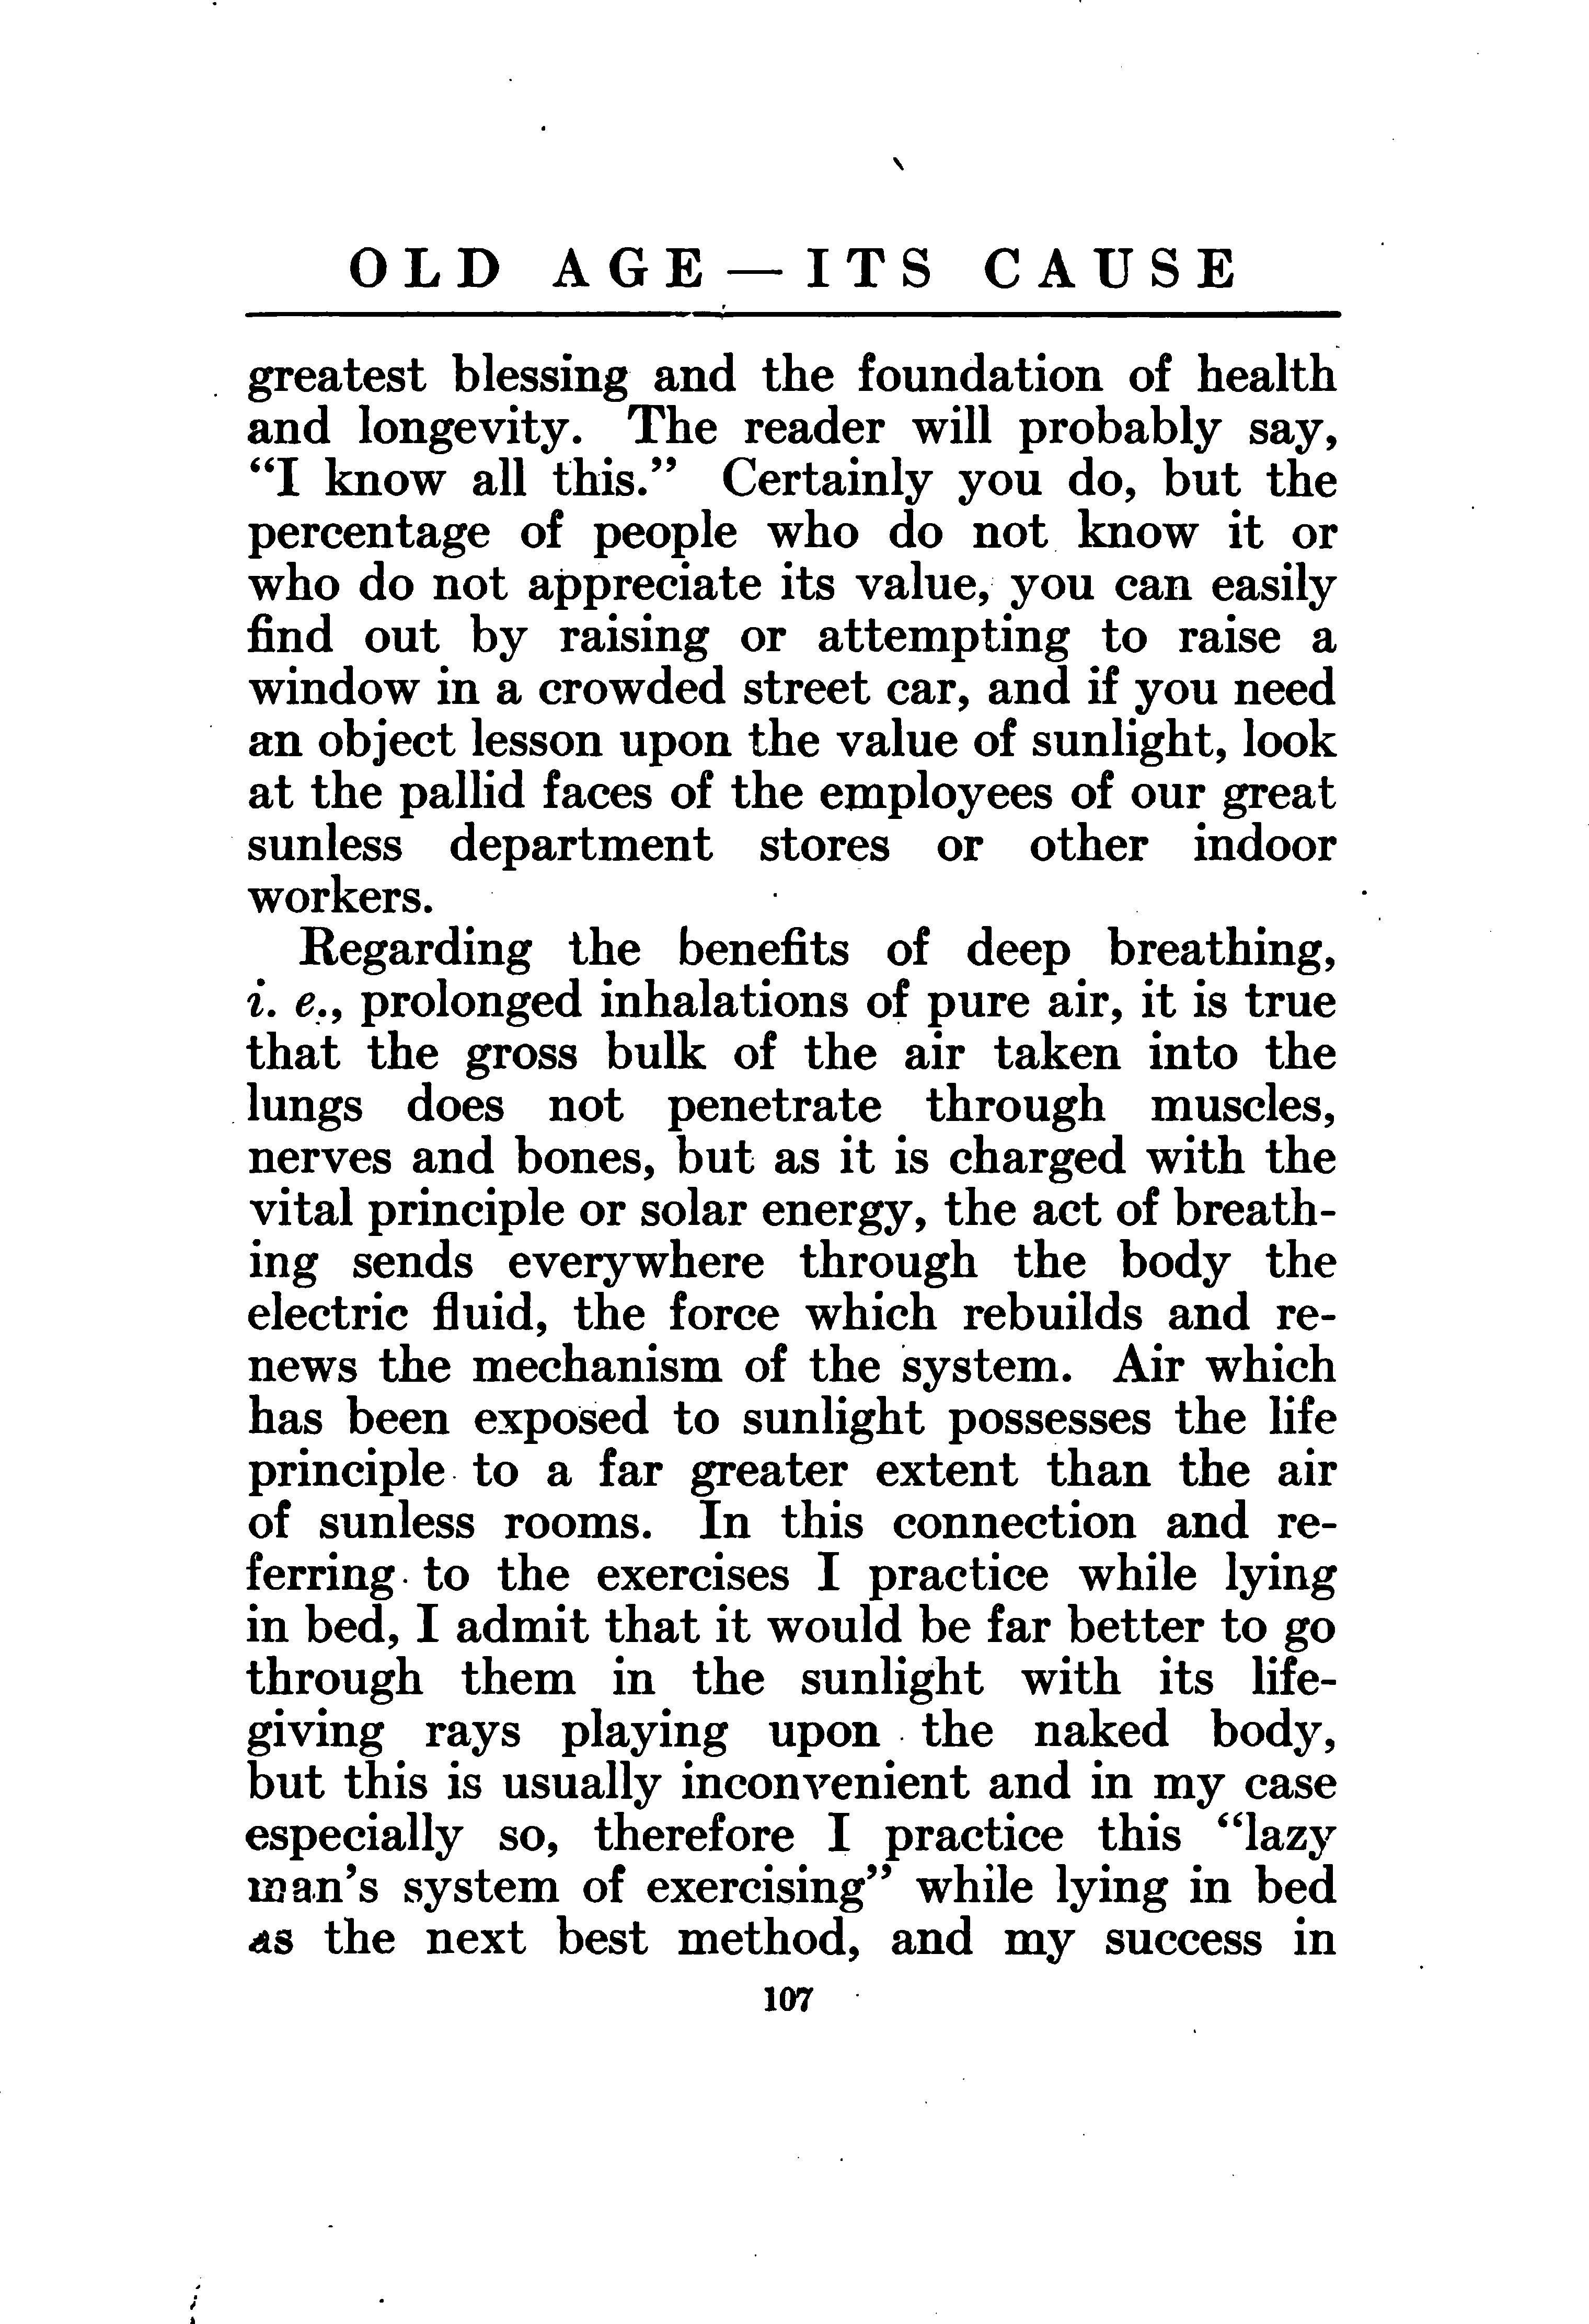 OLD AGE — ITS CAUSE
greatest blessing and the foundation of health
and longevity. The reader will probably say,
“I know all this.” Certainly you do, but the
percentage of people who do not know it or
who do not appreciate its value, you can easily
find out by raising or attempting to raise a
window in a crowded street car, and if you need
an object lesson upon the value of sunlight, look
at the pallid faces of the employees of our great
sunless department stores or other indoor
workers.
Regarding the benefits of deep breathing,
i. e., prolonged inhalations of pure air, it is true
that the gross bulk of the air taken into the
lungs does not penetrate through muscles,
nerves and bones, but as it is charged with the
vital principle or solar energy, the act of breath-
ing sends everywhere through the body the
electric fluid, the force which rebuilds and re-
news the mechanism of the system. Air which
has been exposed to sunlight possesses the life
principle to a far greater extent than the air
of sunless rooms. In this connection and re-
ferring to the exercises I practice while lying
in bed, I admit that it would be far better to go
through them in the sunlight with its life-
giving rays playing upon the naked body,
but this is usually inconvenient and in my case
especially so, therefore I practice this “lazy
man’s system of exercising” while lying in bed
as the next best method, and my success in
107